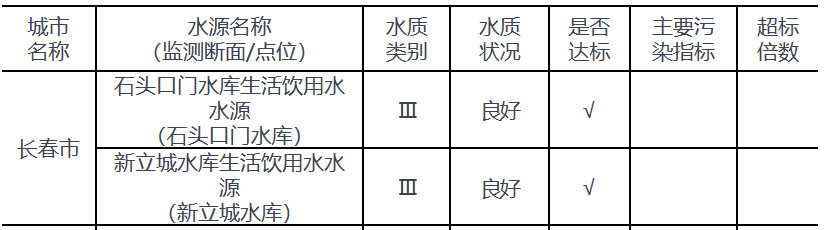 城市
名称
水源名称
（监测断面/点位）
水质
类别
水质
状况
是否
达标
主要污
染指标
超标
倍数
长春市
石头口门水库生活饮用水
水源
（石头口门水库）
Ⅲ
良好
√
新立城水库生活饮用水水
源
（新立城水库）
Ⅲ
良好
√